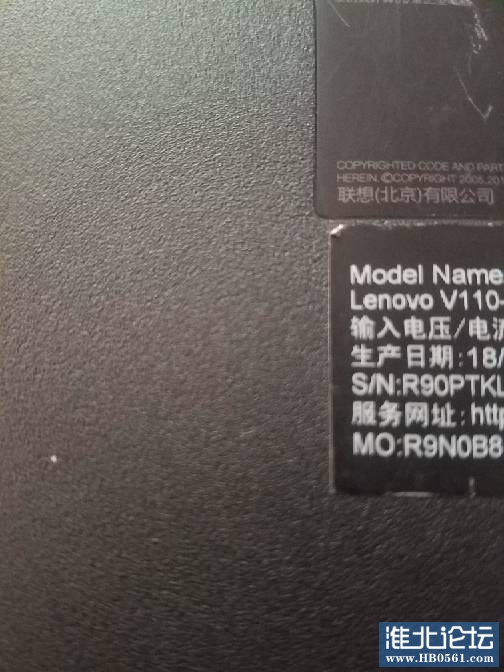 COPYRIGHTED CODE AND PART
HEREIN. ©COPYRIGHT 2005,201
联想(北京)有限公司
Model Name
Lenovo V110-
输入电压/电流
生产日期:18/
S/N:R90PTKL
服务网址:http
MO:R9N0B8
淮北论坛
www.HB0561.com